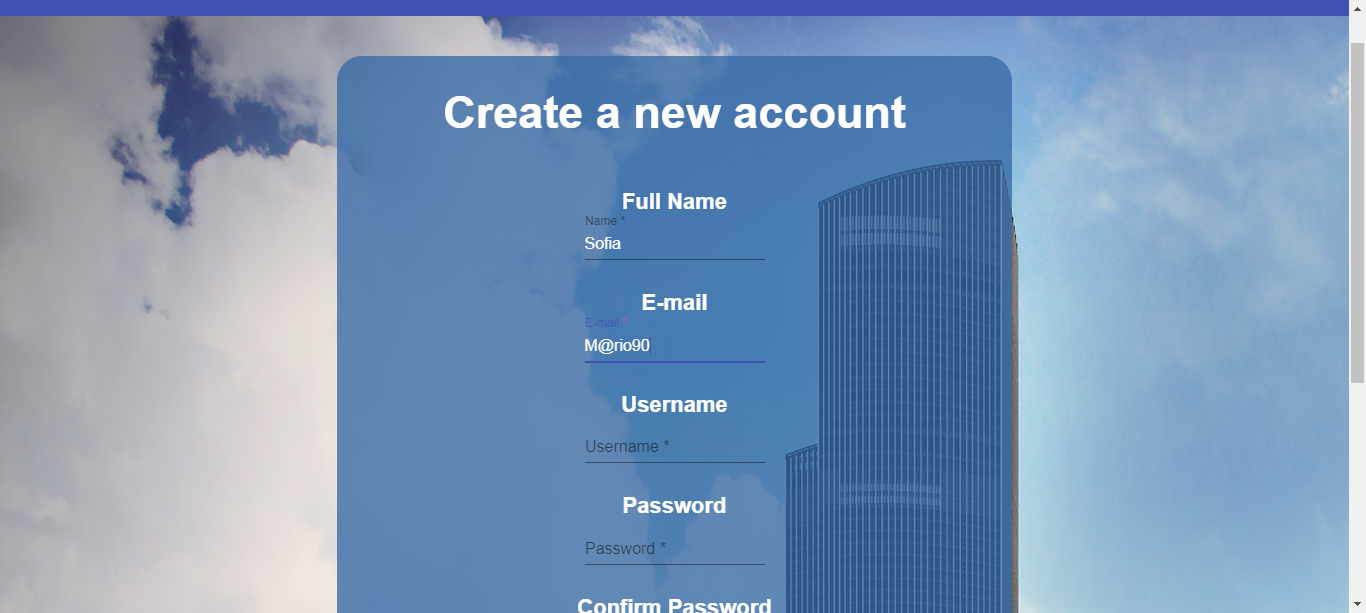 Create a new account
Full Name
Name *
Sofia
E-mail
E-mail *
M@rio90
Username
Username *
Password
Password *
Confirm Password